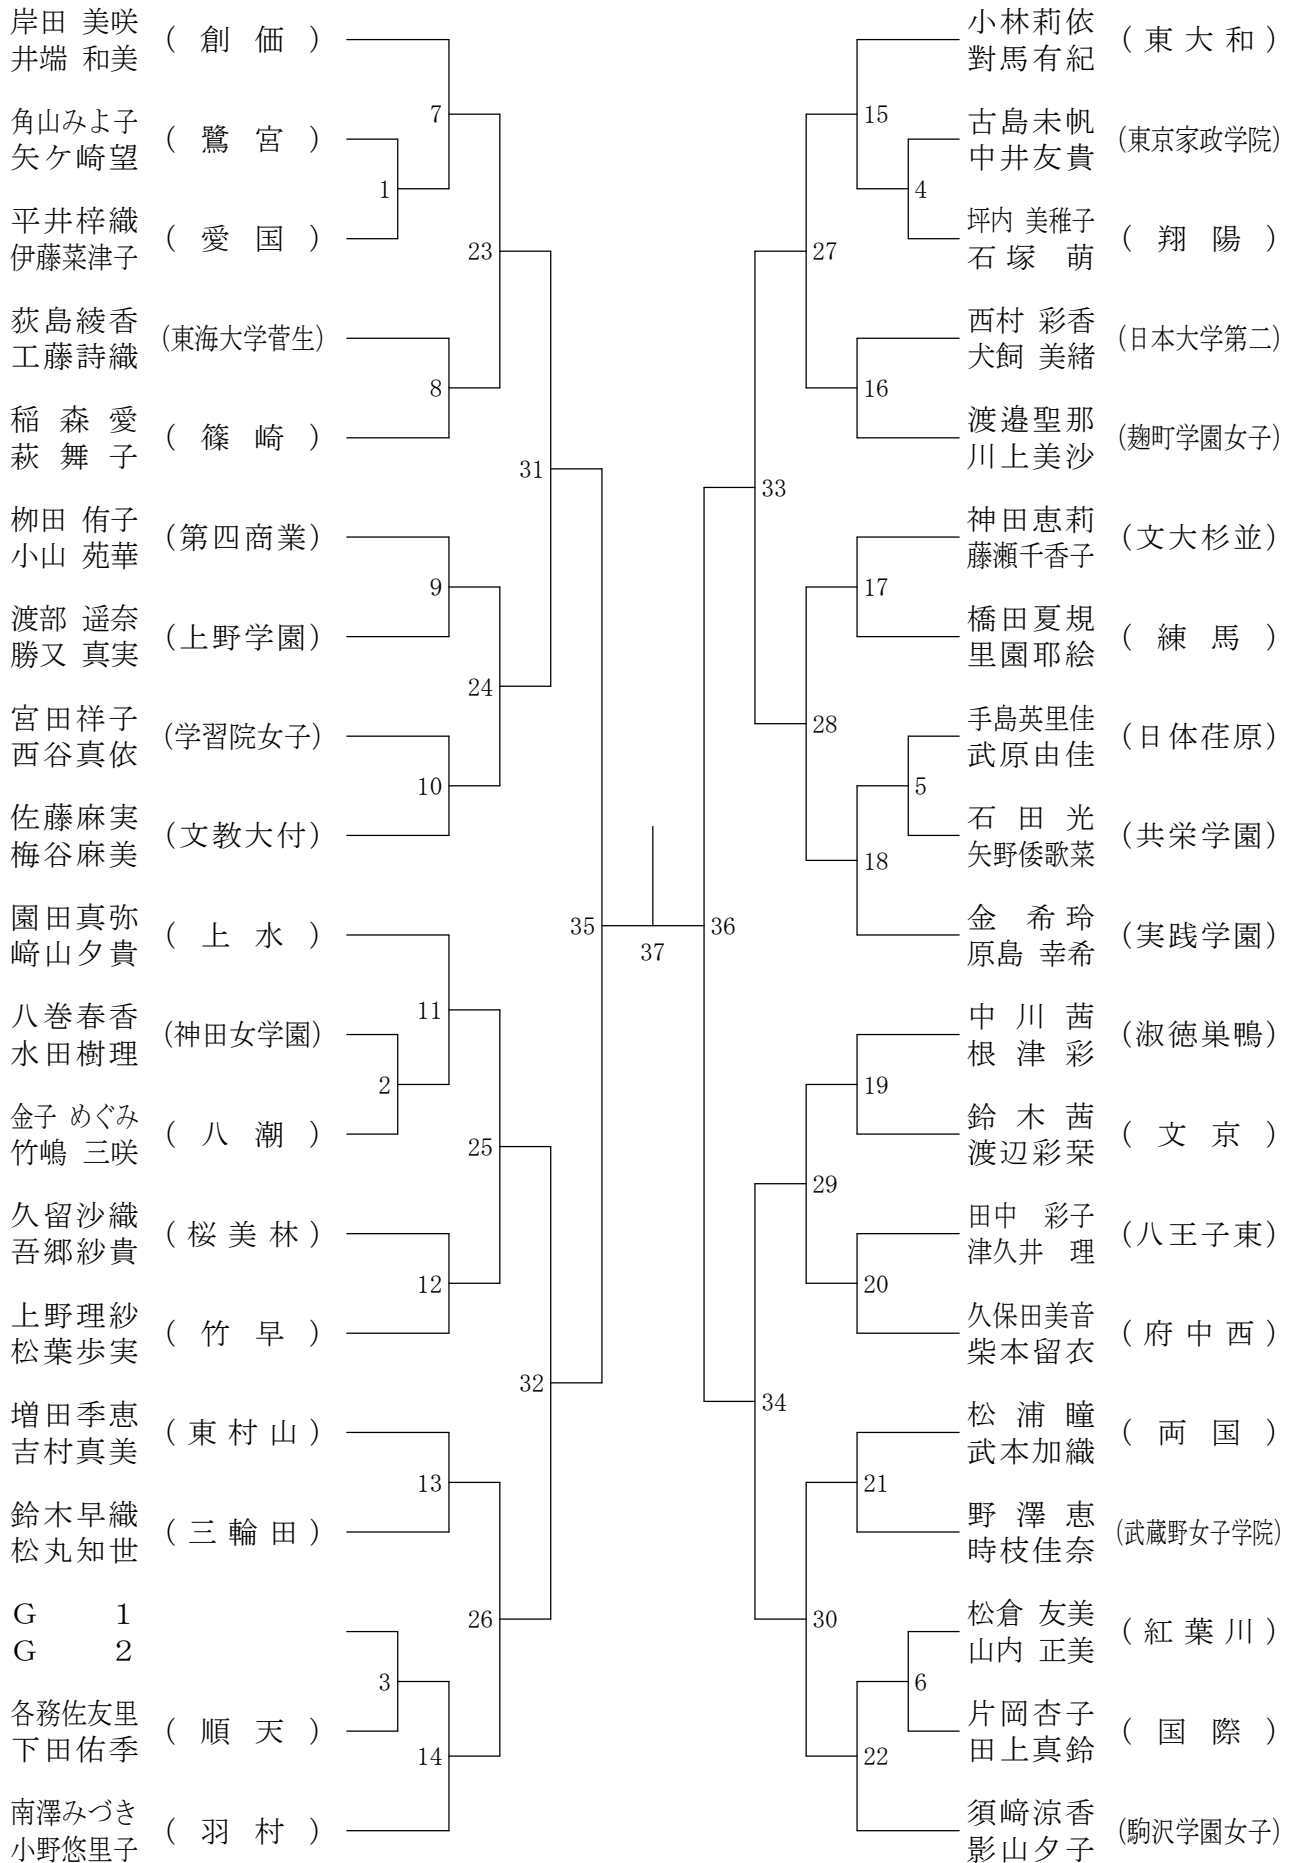 岸田 美咲
井端 和美
( 創 価 )
角山みよ子
矢ケ崎望
( 鷺 宮 )
平井梓織
伊藤菜津子
( 愛 国 )
荻島綾香
工藤詩織
(東海大学菅生)
稲 森 愛
萩 舞 子
( 篠 崎 )
栁田 侑子
小山 苑華
(第四商業)
渡部 遥奈
勝又 真実
(上野学園)
宮田祥子
西谷真依
(学習院女子)
佐藤麻実
梅谷麻美
(文教大付)
園田真弥
﨑山夕貴
( 上 水 )
八巻春香
水田樹理
(神田女学園)
金子 めぐみ
竹嶋 三咲
( 八 潮 )
久留沙織
吾郷紗貴
( 桜 美 林 )
上野理紗
松葉歩実
( 竹 早 )
増田季恵
吉村真美
( 東 村 山 )
鈴木早織
松丸知世
( 三 輪 田 )
G 1
G 2
各務佐友里
下田佑季
( 順 天 )
南澤みづき
小野悠里子
( 羽 村 )
7
1
23
8
31
9
24
10
35
11
2
25
12
32
13
26
3
14
37
36
15
4
27
16
33
17
28
5
18
19
29
20
34
21
30
6
22
小林莉依
對馬有紀
( 東 大 和 )
古島未帆
中井友貴
(東京家政学院)
坪内 美稚子
石 塚 萌
( 翔 陽 )
西村 彩香
犬飼 美緒
(日本大学第二)
渡邉聖那
川上美沙
(麹町学園女子)
神田恵莉
藤瀬千香子
(文大杉並)
橋田夏規
里園耶絵
( 練 馬 )
手島英里佳
武原由佳
(日体荏原)
石 田 光
矢野倭歌菜
(共栄学園)
金 希 玲
原島 幸希
(実践学園)
中 川 茜
根 津 彩
(淑徳巣鴨)
鈴 木 茜
渡辺彩栞
( 文 京 )
田中 彩子
津久井 理
(八王子東)
久保田美音
柴本留衣
( 府 中 西 )
松 浦 瞳
武本加織
( 両 国 )
野 澤 恵
時枝佳奈
(武蔵野女子学院)
松倉 友美
山内 正美
( 紅 葉 川 )
片岡杏子
田上真鈴
( 国 際 )
須﨑涼香
影山夕子
(駒沢学園女子)